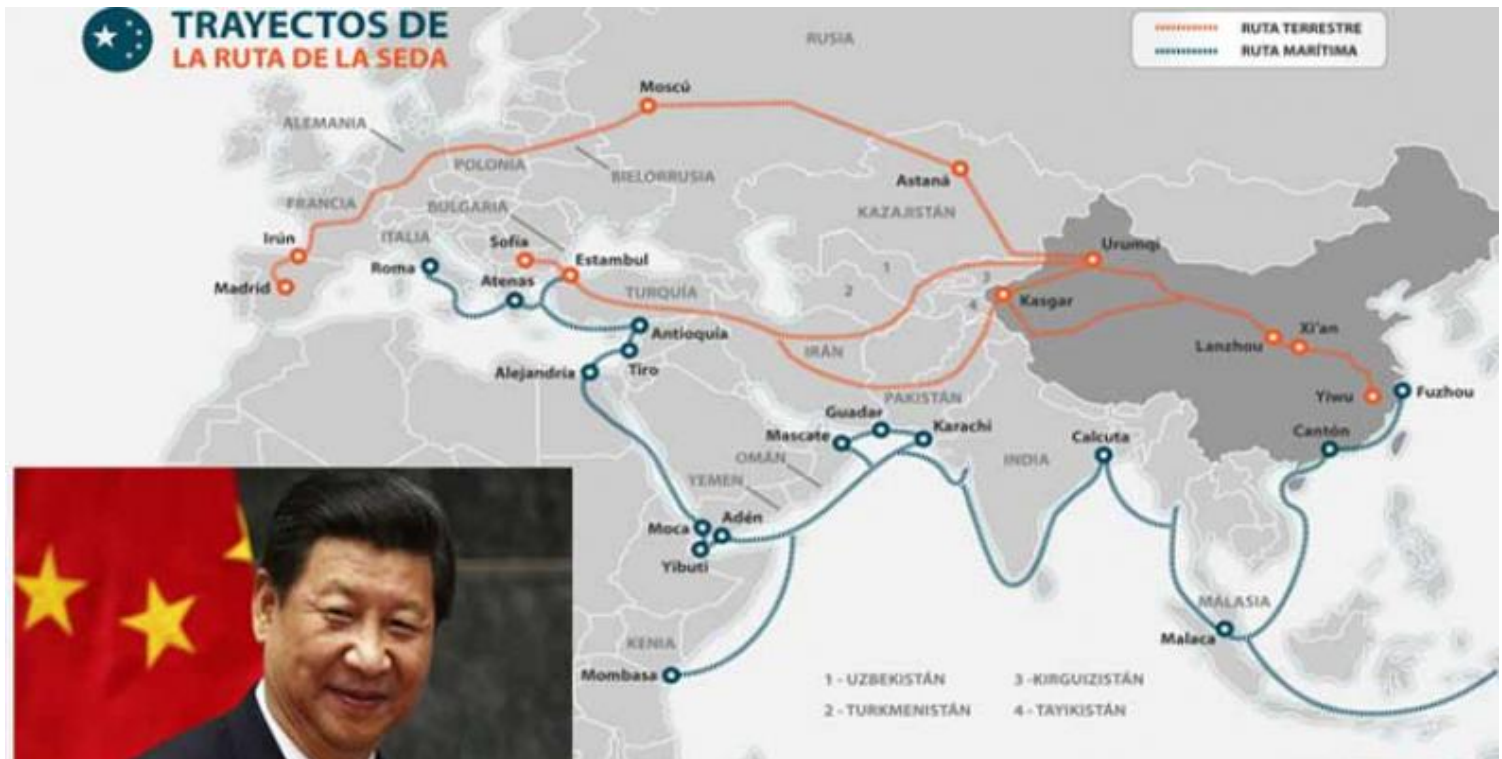 TRAYECTOS DE
LA RUTA DE LA SEDA
RUTA TERRESTRE
RUTA MARÍTIMA
RUSIA
Moscú
ALEMANIA
POLONIA
BIELORRUSIA
Astaná
KAZAJISTÁN
FRANCIA
BULGARIA
Irún
ITALIA
Sofía
Estambul
Urumqi
Roma
Atenas
Madrid
TURQUÍA
1
2
3
4
Kasgar
Antioquía
IRÁN
Xi'an
Lanzhou
Alejandría
Tiro
PAKISTÁN
Yiwu
Fuzhou
Guadar
Mascate
Karachi
Calcuta
Cantón
OMÁN
INDIA
YEMEN
Moca
Adén
Yibuti
MALASIA
Malaca
KENIA
Mombasa
1 - UZBEKISTÁN
3 - KIRGUIZISTÁN
2 - TURKMENISTÁN
4 - TAYIKISTÁN